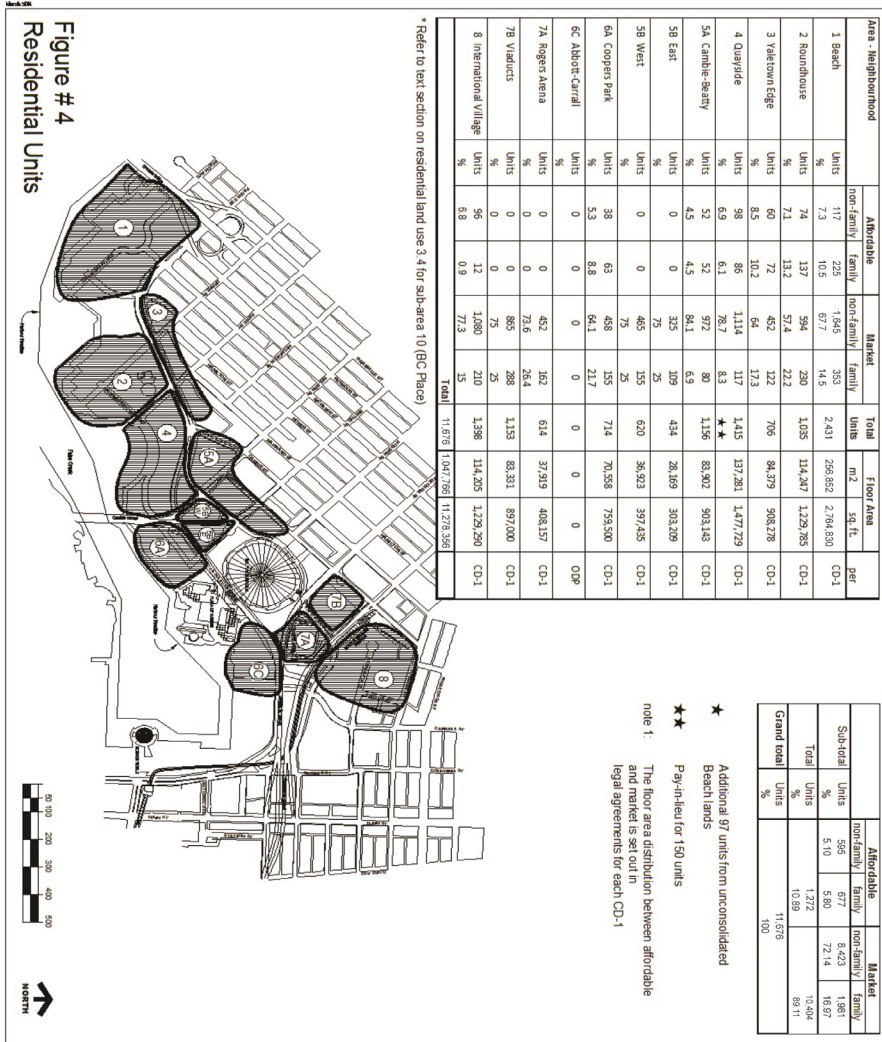 March 2014
Area - Neighbourhood Affordable Market Total Floor Area per
non-family family non-family family Units m2 sq. ft.
1 Beach Units 117 225 1,645 353 2,431 256,852 2,764,830 CD-1
% 7.3 10.5 67.7 14.5
2 Roundhouse Units 74 137 594 230 1,035 114,247 1,229,785 CD-1
% 7.1 13.2 57.4 22.2
3 Yaletown Edge Units 60 72 452 122 706 84,379 908,278 CD-1
% 8.5 10.2 64 17.3
4 Quayside Units 98 86 1,114 117 1,415 137,281 1,477,729 CD-1
% 6.9 6.1 78.7 8.3 ★★
5A Cambie-Beatty Units 52 52 972 80 1,156 83,902 903,143 CD-1
% 4.5 4.5 84.1 6.9
5B East Units 0 0 325 109 434 28,169 303,209 CD-1
% 75 25
5B West Units 0 0 465 155 620 36,923 397,435 CD-1
% 75 25
6A Coopers Park Units 38 63 458 155 714 70,558 759,500 CD-1
% 5.3 8.8 64.1 21.7
6C Abbott-Carrall Units 0 0 0 0 0 0 0 ODP
%
7A Rogers Arena Units 0 0 452 162 614 37,919 408,157 CD-1
% 0 0 73.6 26.4
7B Viaducts Units 0 0 865 288 1,153 83,331 897,000 CD-1
% 0 0 75 25
8 International Village Units 96 12 1,080 210 1,398 114,205 1,229,290 CD-1
% 6.8 0.9 77.3 15
Total 11,676 1,047,766 11,278,356
* Refer to text section on residential land use 3.4 for sub-area 10 (BC Place)
Affordable Market
non-family family non-family family
Sub-total Units 595 677 8,423 1,981
% 5.10 5.80 72.14 16.97
Total Units 1,272 10,404
% 10.89 89.11
Grand total Units 11,676
% 100
★ Additional 97 units from unconsolidated
Beach lands
★★ Pay-in-lieu for 150 units
note 1: The floor area distribution between affordable
and market is set out in
legal agreements for each CD-1
1
3
2
4
5A
5B
6A
7B
7A
6C
8
False Creek
50 100 200 300 400 500
NORTH
Figure # 4
Residential Units